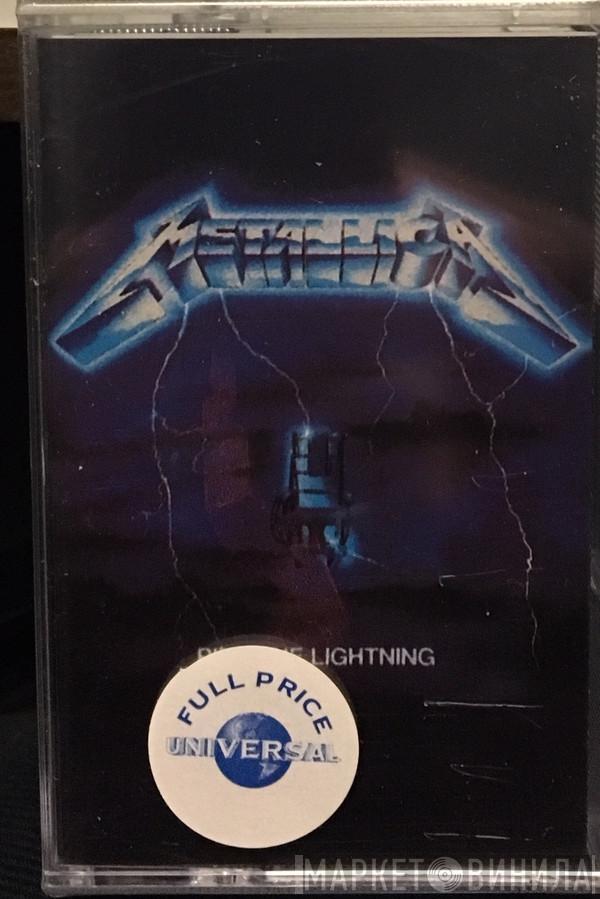 METALLICA
LIGHTNING
FULL PRICE
UNIVERSAL
МАРКЕТ ВИНИЛА